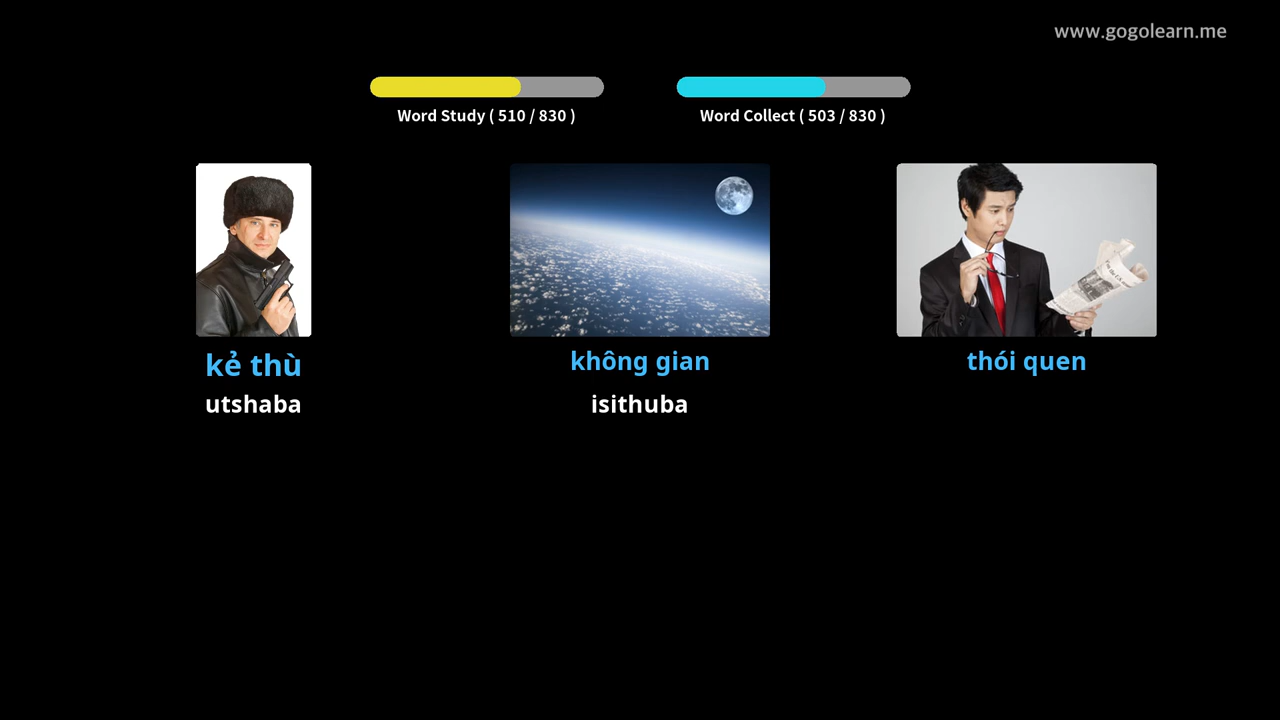 www.gogolearn.me
Word Study ( 510 / 830 )
Word Collect ( 503 / 830 )
kẻ thù
utshaba
không gian
isithuba
thói quen